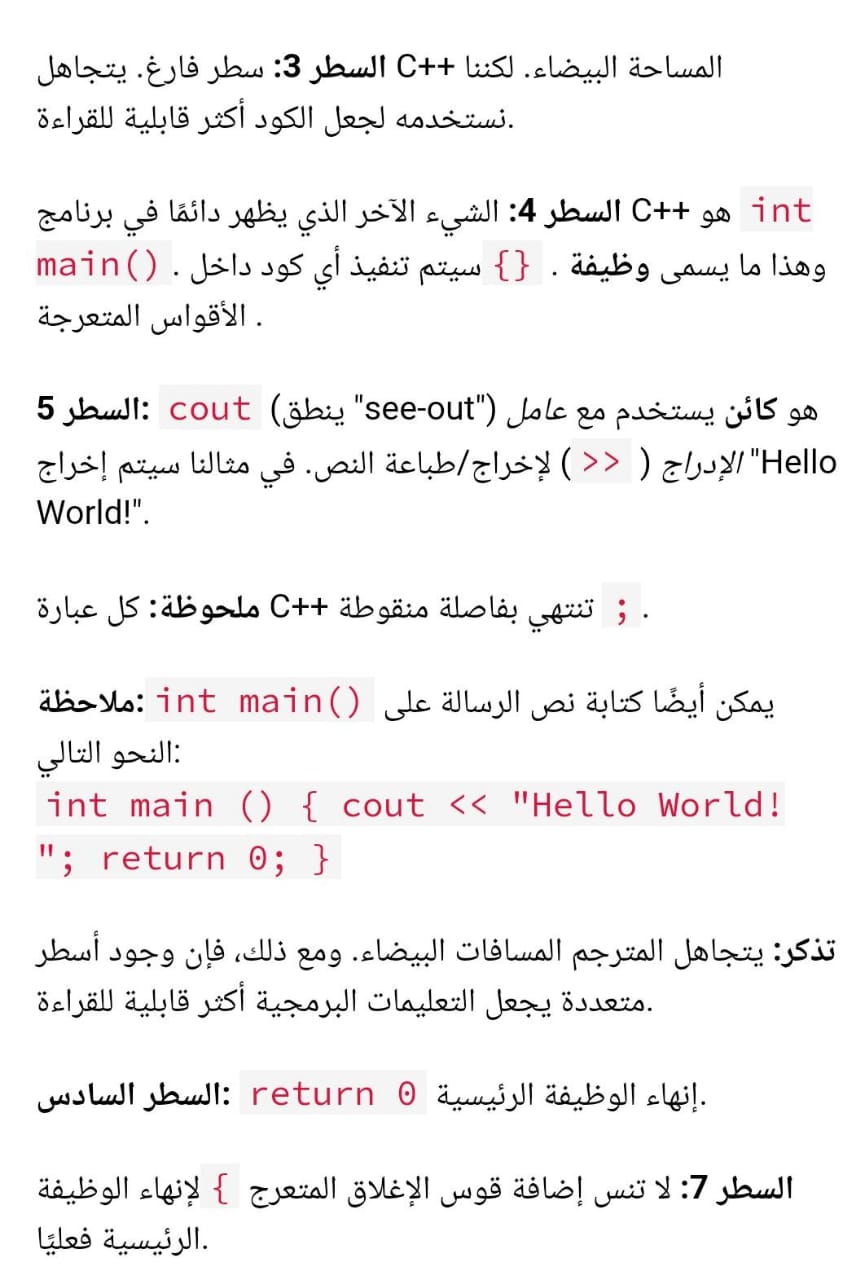 السطر 3: سطر فارغ. يتجاهل C++ المساحة البيضاء. لكننا
نستخدمه لجعل الكود أكثر قابلية للقراءة.
السطر 4: الشيء الآخر الذي يظهر دائمًا في برنامج C++ هو int
main() . وهذا ما يسمى وظيفة . {} سيتم تنفيذ أي كود داخل
الأقواس المتعرجة .
السطر 5: cout (ينطق "see-out") هو كائن يستخدم مع عامل
الإدراج ( << ) لإخراج/طباعة النص. في مثالنا سيتم إخراج "Hello
World!".
ملحوظة: كل عبارة C++ تنتهي بفاصلة منقوطة ; .
ملاحظة: int main() يمكن أيضًا كتابة نص الرسالة على
النحو التالي:
int main () { cout << "Hello World!
"; return 0; }
تذكر: يتجاهل المترجم المسافات البيضاء. ومع ذلك، فإن وجود أسطر
متعددة يجعل التعليمات البرمجية أكثر قابلية للقراءة.
السطر السادس: return 0 إنهاء الوظيفة الرئيسية.
السطر 7: لا تنس إضافة قوس الإغلاق المتعرج } لإنهاء الوظيفة
الرئيسية فعليًا.